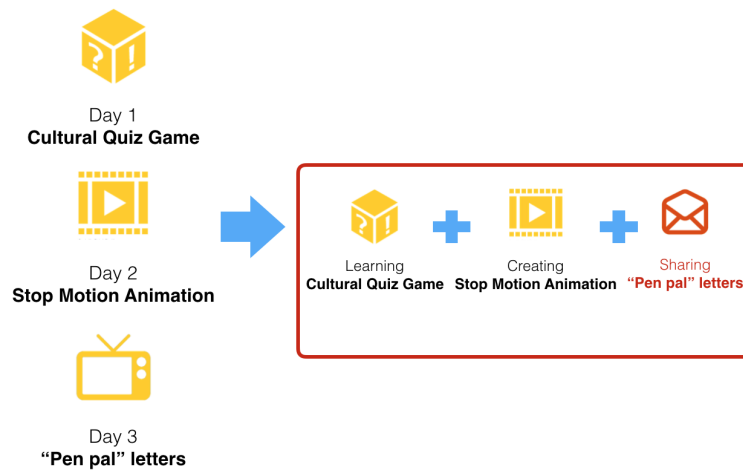 Day 1
Cultural Quiz Game
Day 2
Stop Motion Animation
Day 3
“Pen pal” letters
? !
Learning
Cultural Quiz Game
? !
Creating
Stop Motion Animation
Sharing
“Pen pal” letters